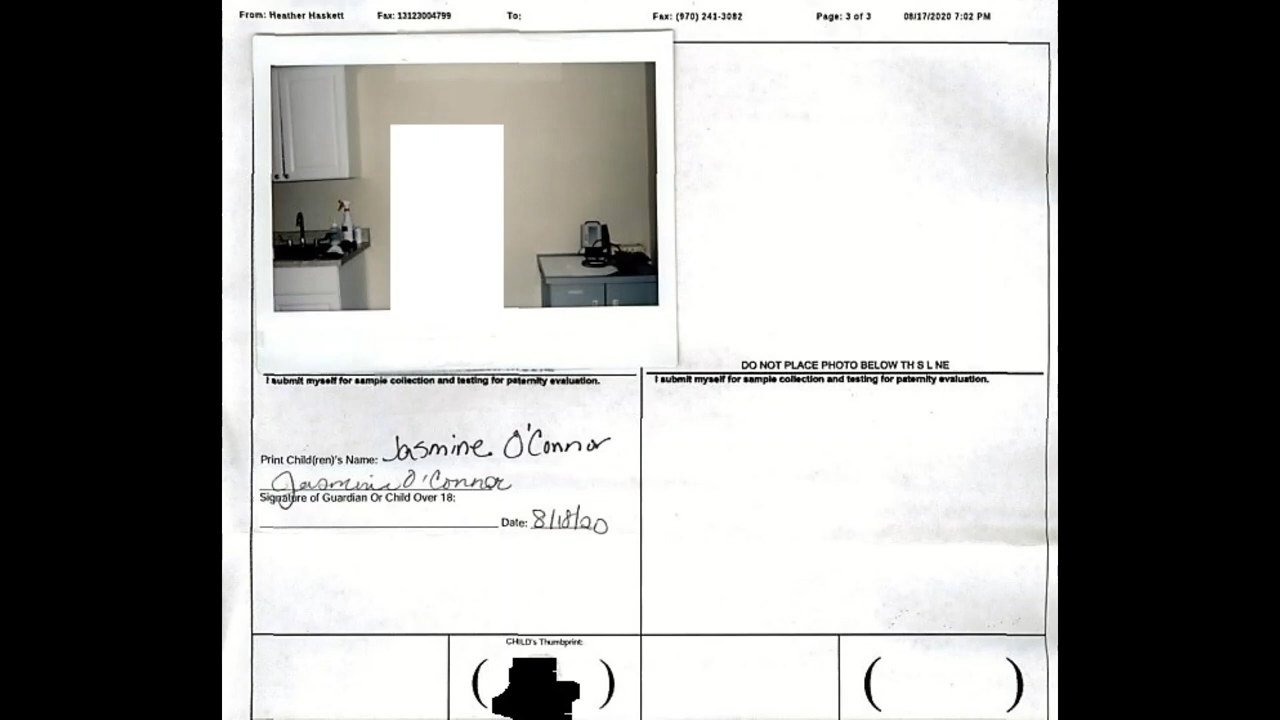 From: Heather Haskett Fax: 13123004799 To: Fax: (970) 241-3082 Page: 3 of 3 08/17/2020 7:02 PM
DO NOT PLACE PHOTO BELOW TH S L NE
I submit myself for sample collection and testing for paternity evaluation.
I submit myself for sample collection and testing for paternity evaluation.
Print Child(ren)'s Name: Jasmine O'Connor
Jasmine O'Connor
Signature of Guardian Or Child Over 18:
Date: 8/18/20
CHILD's Thumbprint:
( )
( )